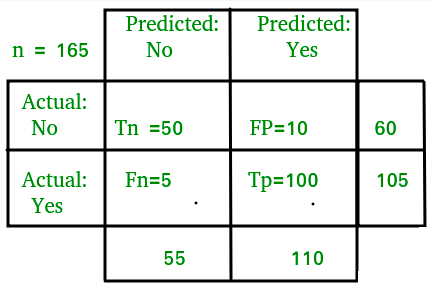 Predicted: Predicted:
n = 165 No Yes
Actual:
No Tn =50 FP=10 60
Actual: Fn=5 Tp=100 105
Yes
55 110